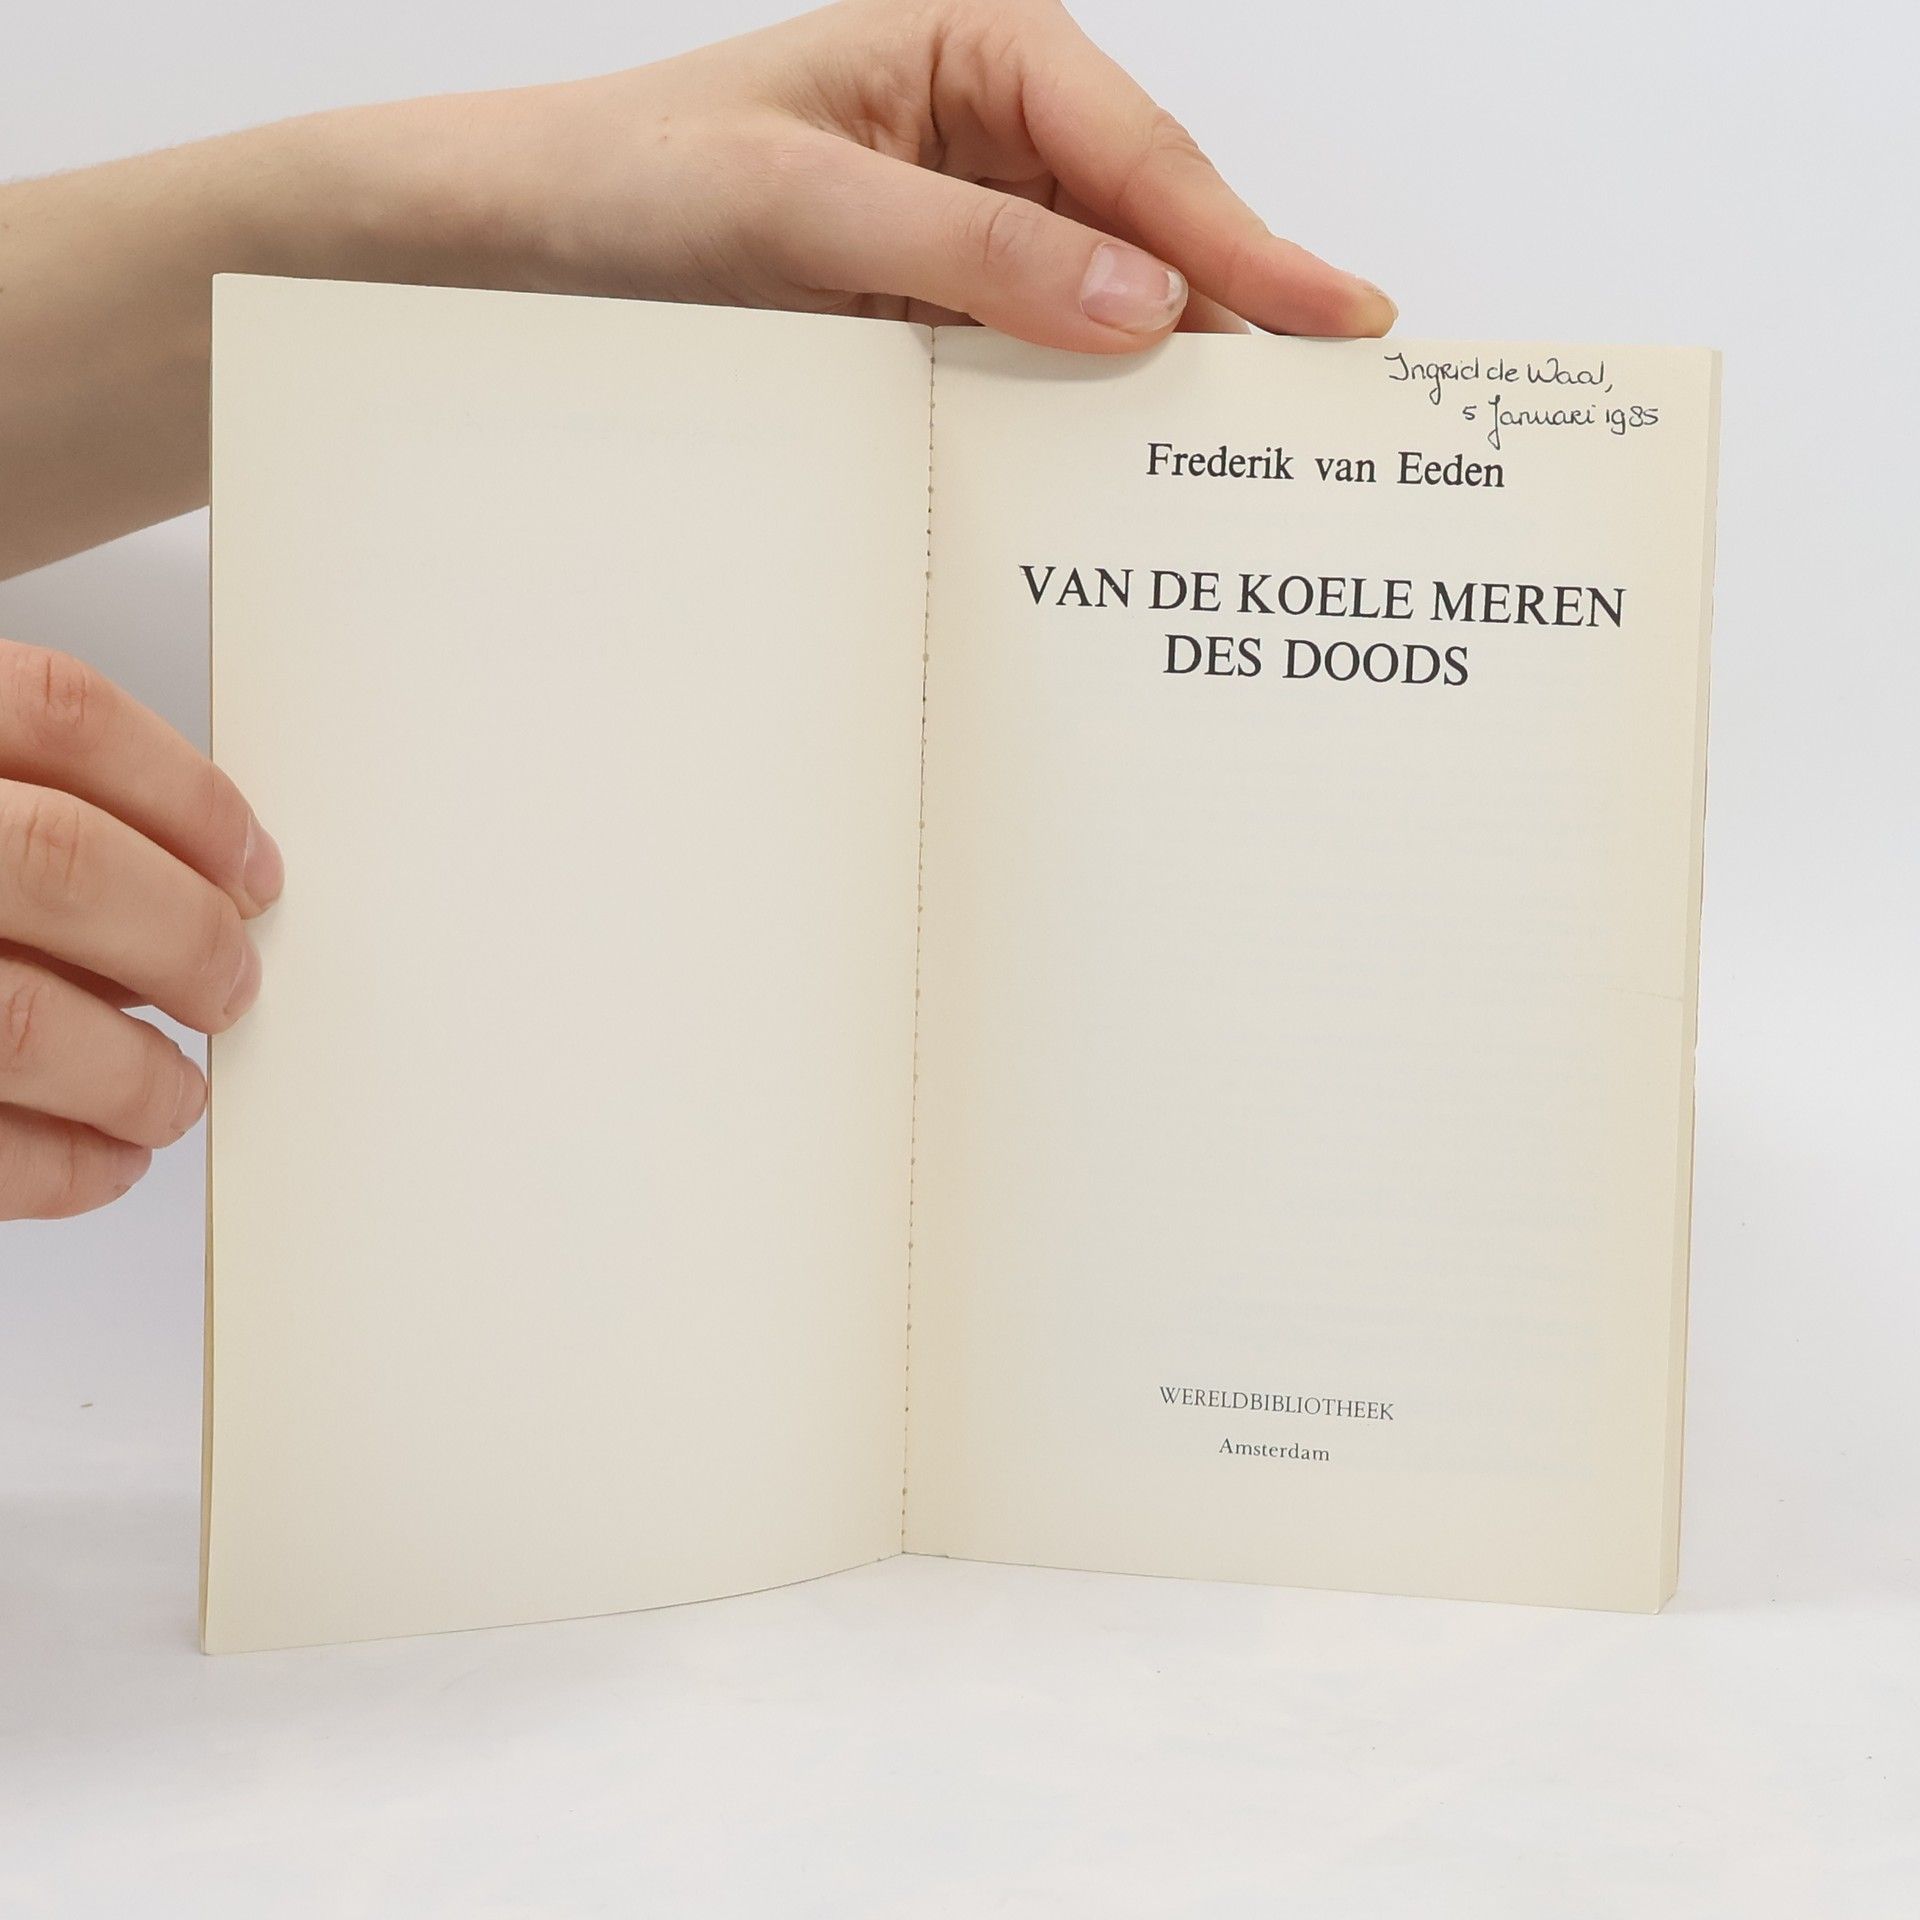 Ingrid de Waal,
5 Januari 1985
Frederik van Eeden
VAN DE KOELE MEREN
DES DOODS
WERELDBIBLIOTHEEK
Amsterdam